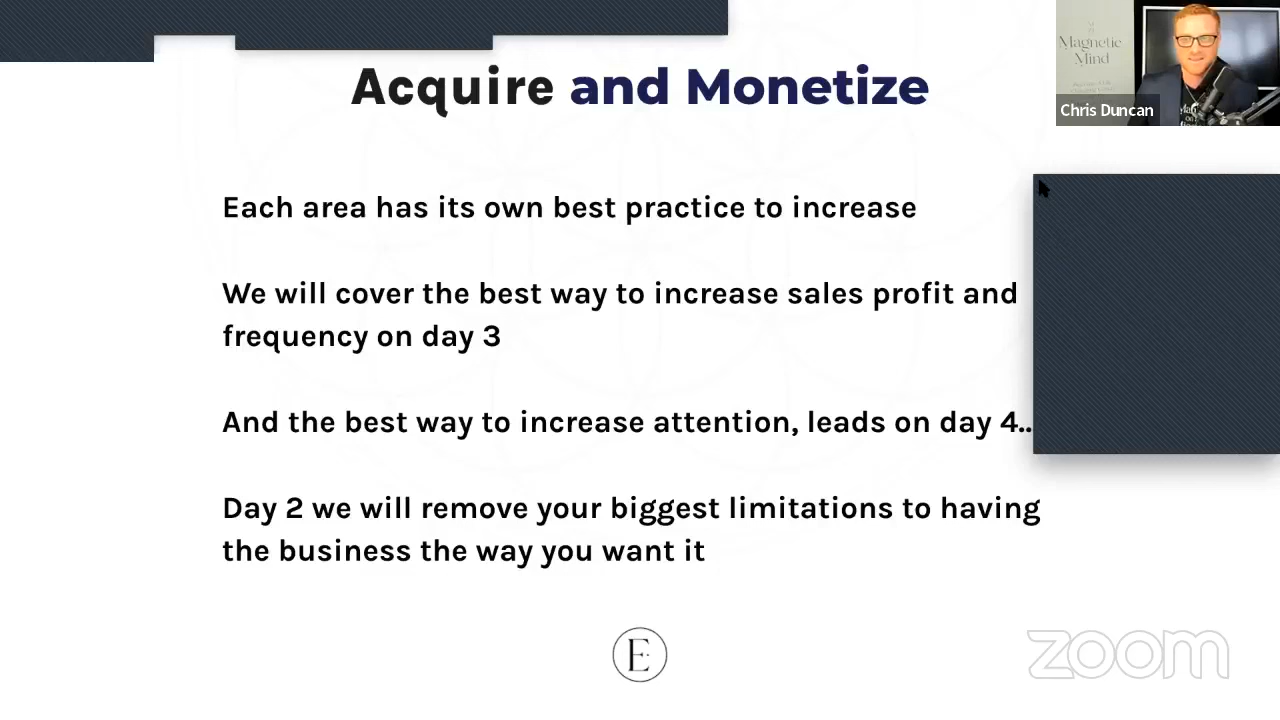 Acquire and Monetize
Magnetic
Mind
Chris Duncan
Each area has its own best practice to increase
We will cover the best way to increase sales profit and
frequency on day 3
And the best way to increase attention, leads on day 4..
Day 2 we will remove your biggest limitations to having
the business the way you want it
E
zoom